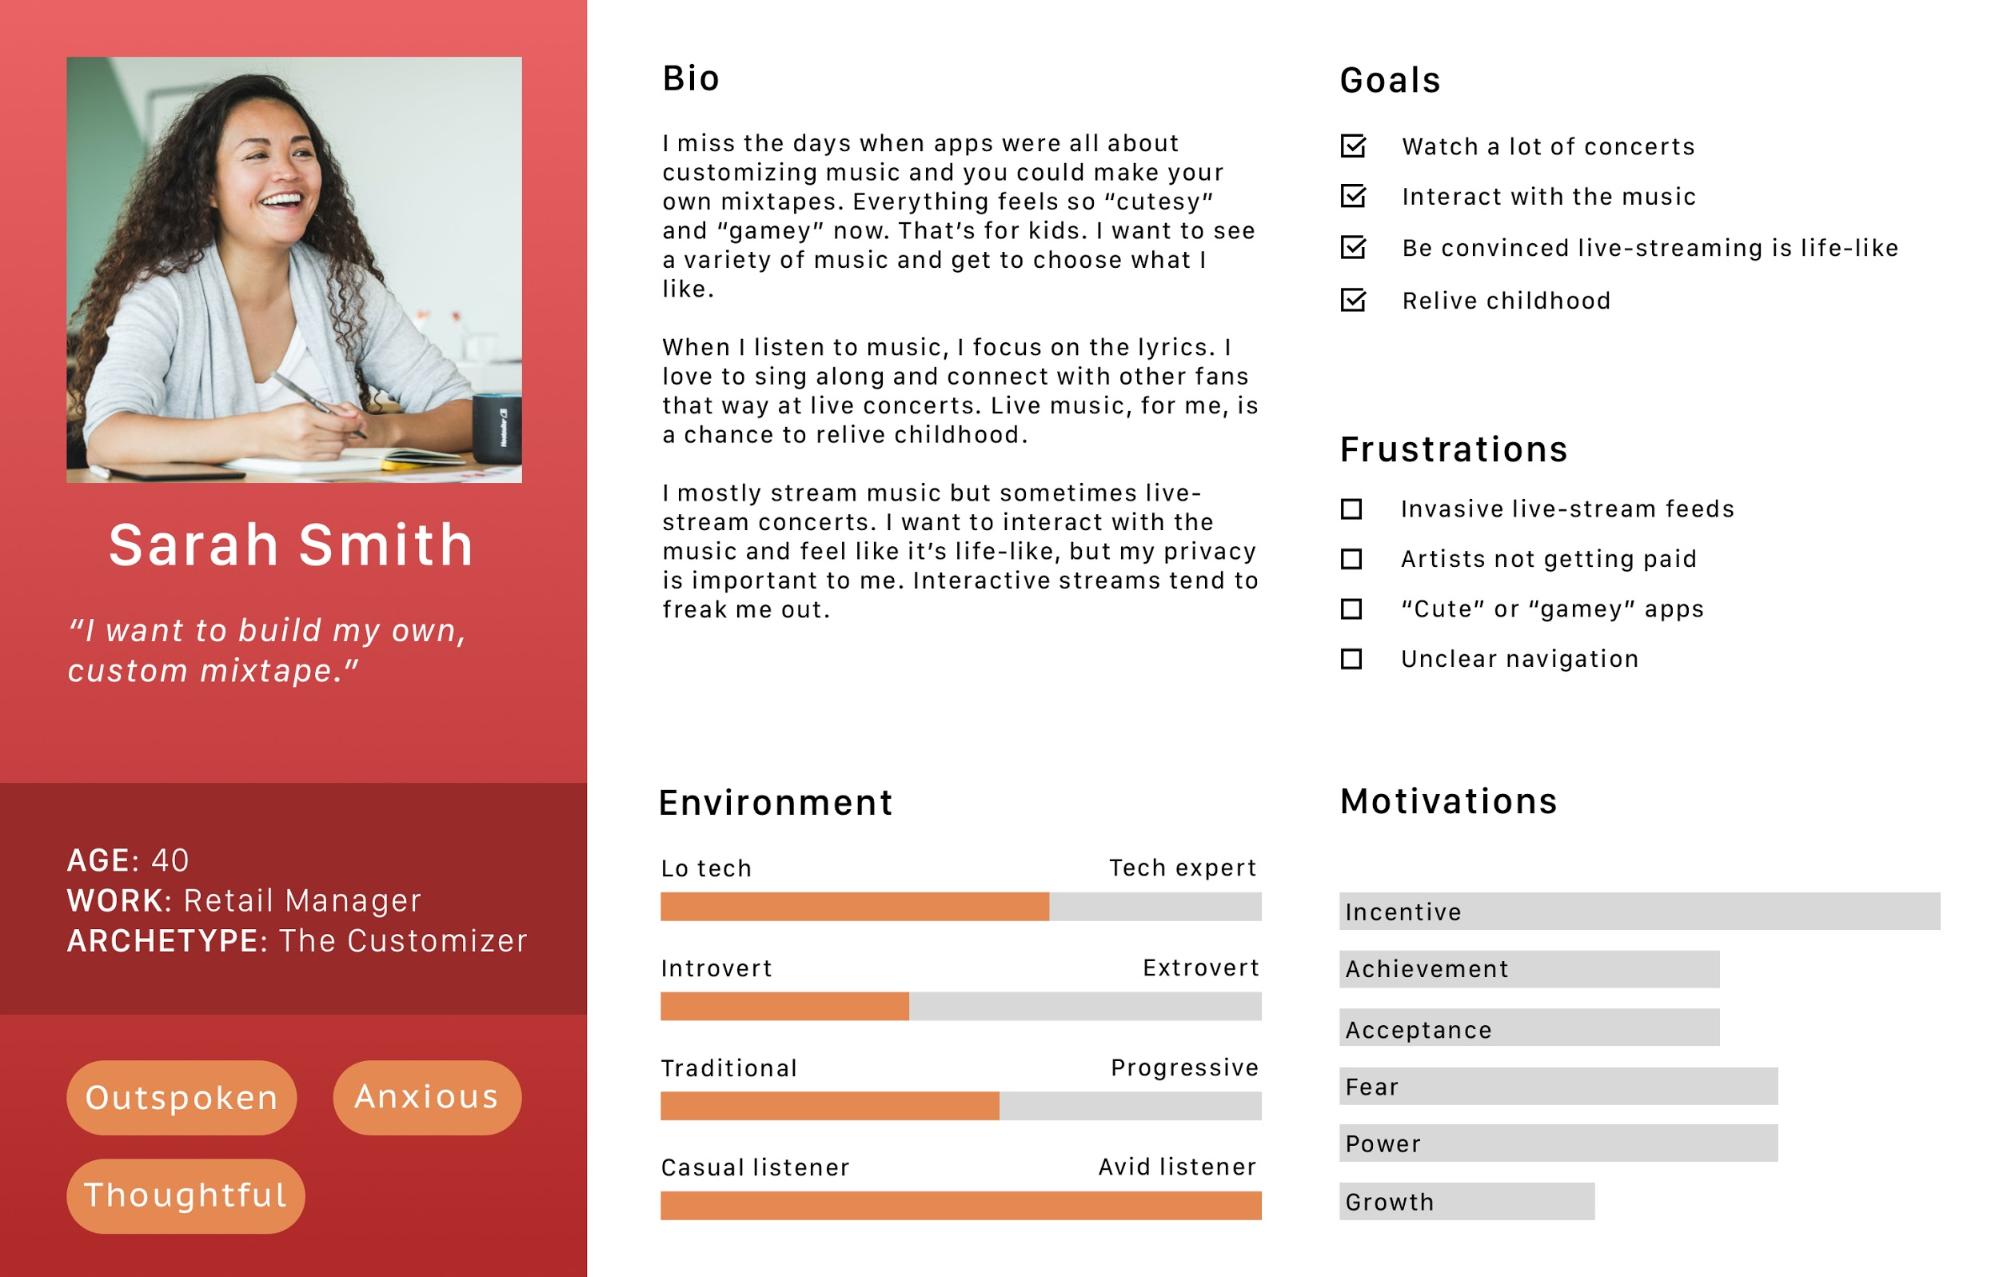 Sarah Smith
“I want to build my own,
custom mixtape.”
AGE: 40
WORK: Retail Manager
ARCHETYPE: The Customizer
Outspoken
Anxious
Thoughtful
Bio
I miss the days when apps were all about
customizing music and you could make your
own mixtapes. Everything feels so “cutesy”
and “gamey” now. That’s for kids. I want to see
a variety of music and get to choose what I
like.
When I listen to music, I focus on the lyrics. I
love to sing along and connect with other fans
that way at live concerts. Live music, for me, is
a chance to relive childhood.
I mostly stream music but sometimes live-
stream concerts. I want to interact with the
music and feel like it’s life-like, but my privacy
is important to me. Interactive streams tend to
freak me out.
Goals
Watch a lot of concerts
Interact with the music
Be convinced live-streaming is life-like
Relive childhood
Frustrations
Invasive live-stream feeds
Artists not getting paid
“Cute” or “gamey” apps
Unclear navigation
Environment
Lo tech Tech expert
Introvert Extrovert
Traditional Progressive
Casual listener Avid listener
Motivations
Incentive
Achievement
Acceptance
Fear
Power
Growth